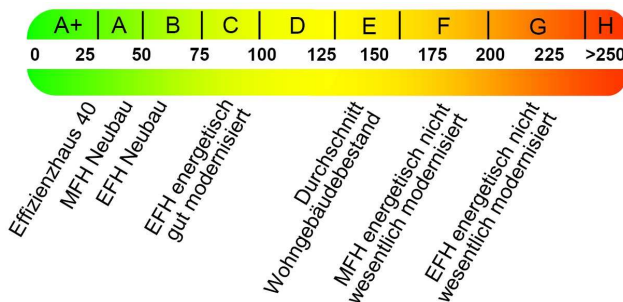 A+ A B C D E F G H
0 25 50 75 100 125 150 175 200 225 >250
Effizienzhaus 40
MFH Neubau
EFH Neubau
EFH energetisch
gut modernisiert
Durchschnitt
Wohngebäudebestand
MFH energetisch nicht
wesentlich modernisiert
EFH energetisch nicht
wesentlich modernisiert